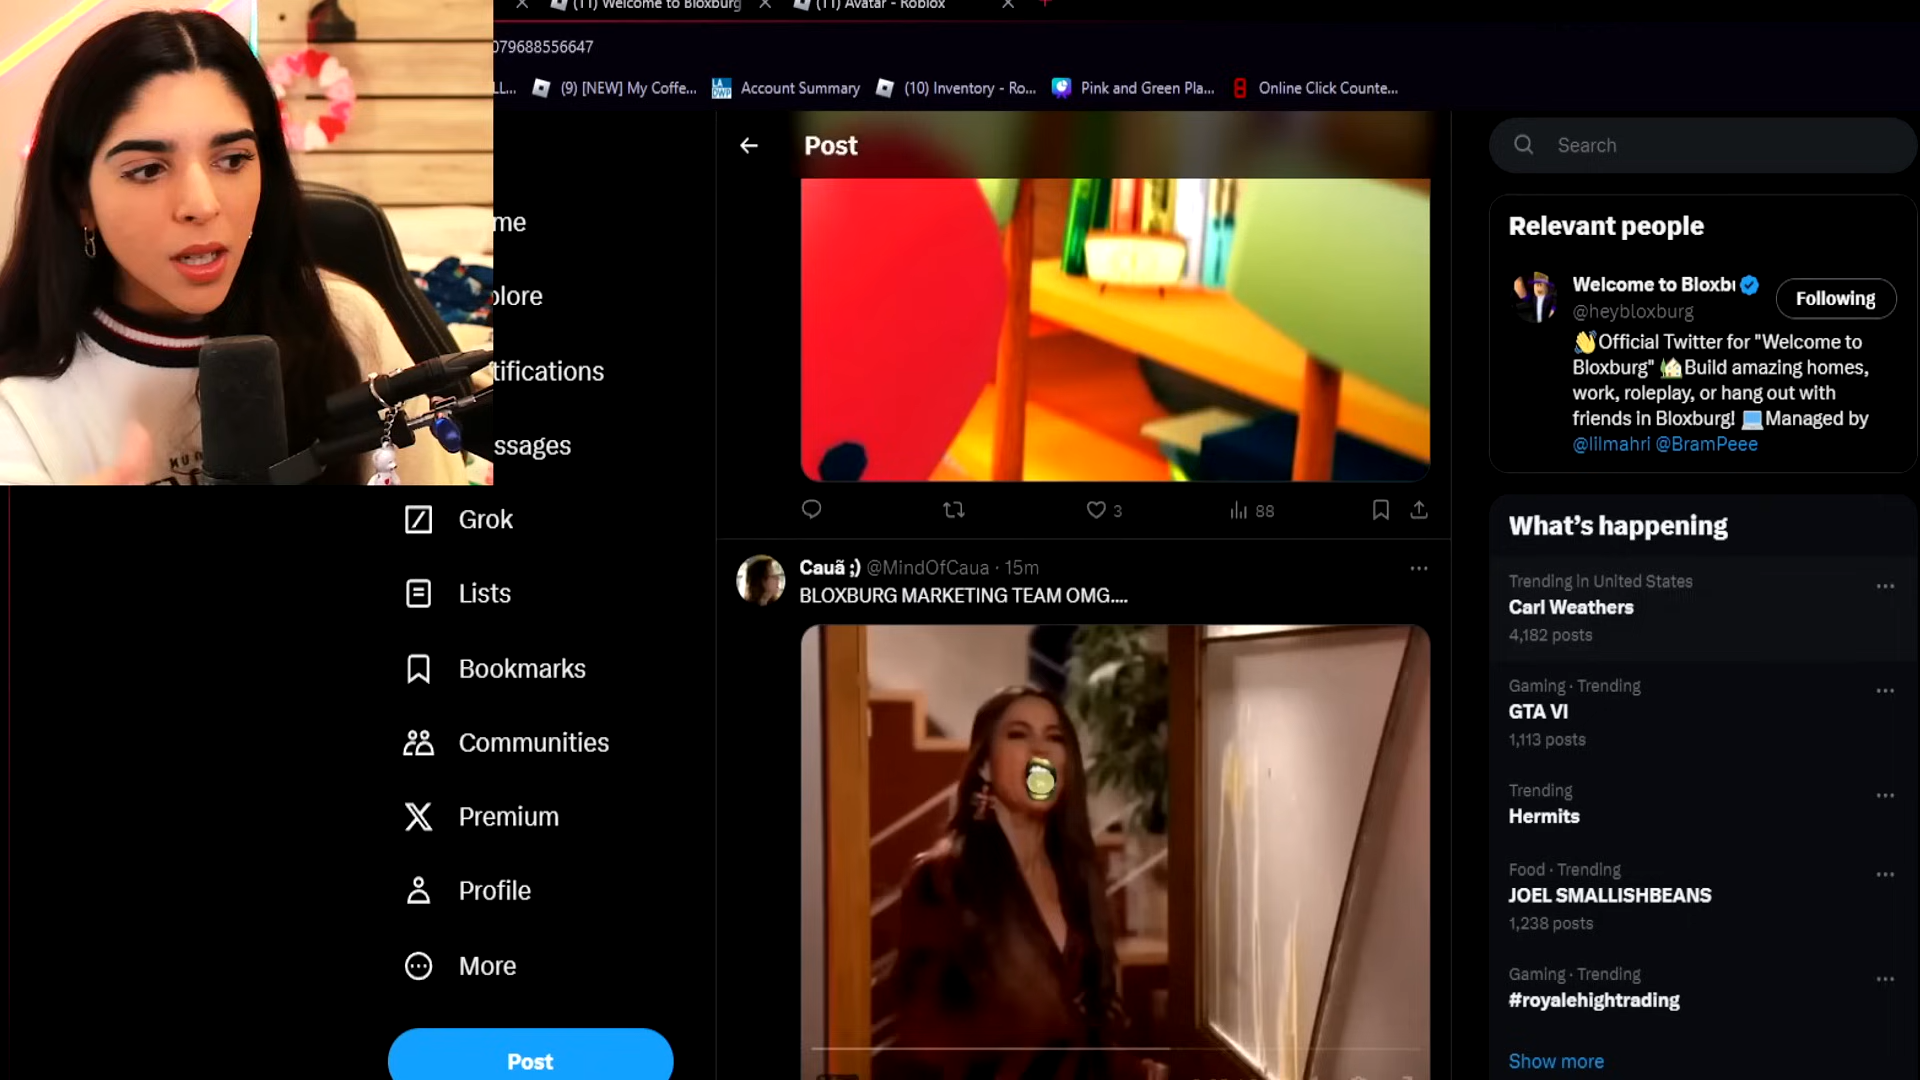 (11) Welcome to Bloxburg
(11) Avatar - Roblox
079688556647
LL...
(9) [NEW] My Coffe...
Account Summary
(10) Inventory - Ro...
Pink and Green Pla...
Online Click Counte...
Post
Search
me
plore
tifications
ssages
Grok
Lists
Bookmarks
Communities
Premium
Profile
More
Post
3
88
Cauã ;) @MindOfCaua · 15m
BLOXBURG MARKETING TEAM OMG....
Relevant people
Welcome to Bloxbu
@heybloxburg
Following
👋Official Twitter for "Welcome to
Bloxburg" 🏡Build amazing homes,
work, roleplay, or hang out with
friends in Bloxburg! 💻Managed by
@lilmahri @BramPeee
What's happening
Trending in United States
Carl Weathers
4,182 posts
Gaming · Trending
GTA VI
1,113 posts
Trending
Hermits
Food · Trending
JOEL SMALLISHBEANS
1,238 posts
Gaming · Trending
#royalehightrading
Show more